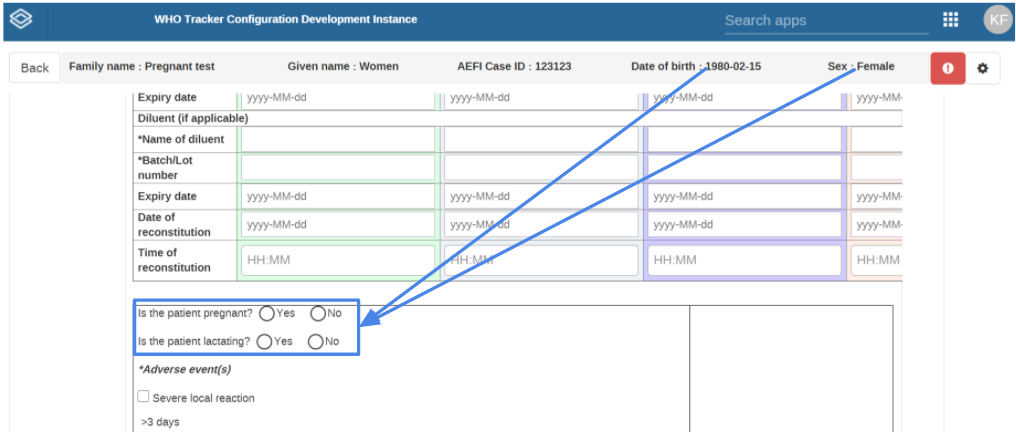 WHO Tracker Configuration Development Instance Search apps KF
Back Family name : Pregnant test Given name : Women AEFI Case ID : 123123 Date of birth : 1980-02-15 Sex : Female
Expiry date yyyy-MM-dd yyyy-MM-dd yyyy-MM-dd yyyy-MM-
Diluent (if applicable)
*Name of diluent
*Batch/Lot
number
Expiry date yyyy-MM-dd yyyy-MM-dd yyyy-MM-dd yyyy-MM-
Date of
reconstitution yyyy-MM-dd yyyy-MM-dd yyyy-MM-dd yyyy-MM-
Time of
reconstitution HH:MM HH:MM HH:MM HH:MM
Is the patient pregnant? Yes No
Is the patient lactating? Yes No
*Adverse event(s)
Severe local reaction
>3 days